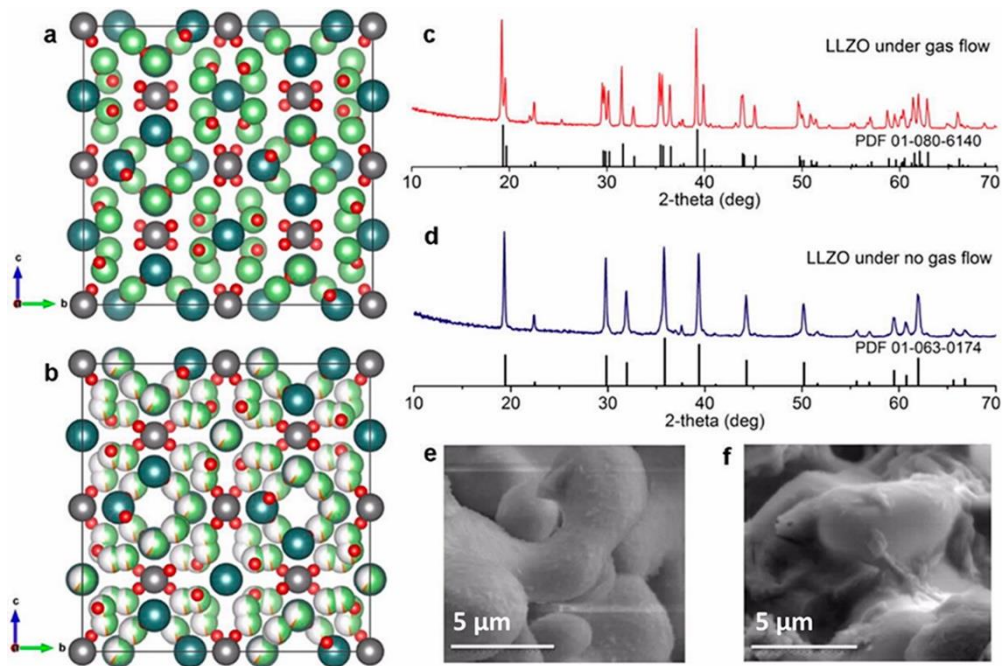 a
c
b
b
c
b
c
LLZO under gas flow
PDF 01-080-6140
10 20 30 40 50 60 70
2-theta (deg)
d
LLZO under no gas flow
PDF 01-063-0174
10 20 30 40 50 60 70
2-theta (deg)
e
5 μm
f
5 μm